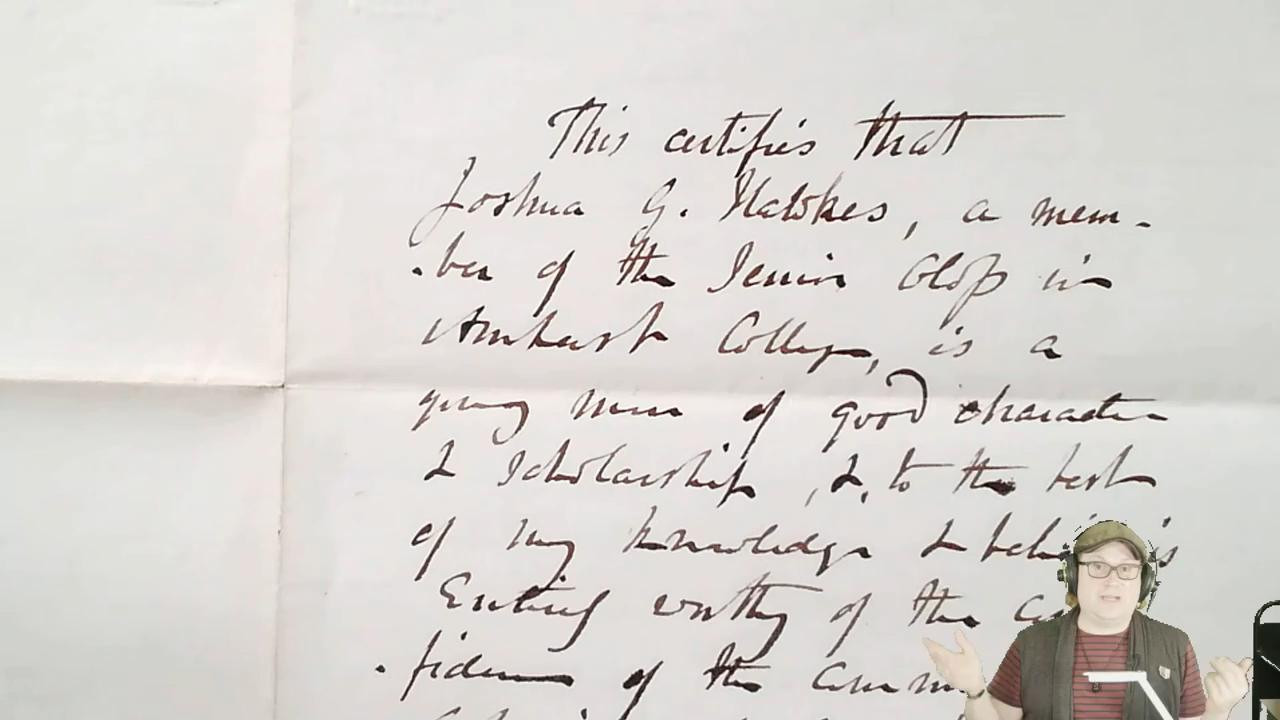 This certifies that
Joshua G. Hawkes, a mem-
-ber of the Senior Class in
Amherst College, is a
young man of good character
& scholarship, &, to the best
of my knowledge & belief is
Entirely worthy of the con
-fidence of the